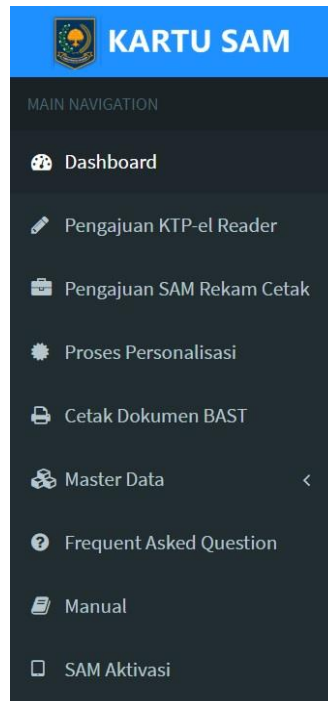 KARTU SAM
MAIN NAVIGATION
Dashboard
Pengajuan KTP-el Reader
Pengajuan SAM Rekam Cetak
Proses Personalisasi
Cetak Dokumen BAST
Master Data
Frequent Asked Question
Manual
SAM Aktivasi